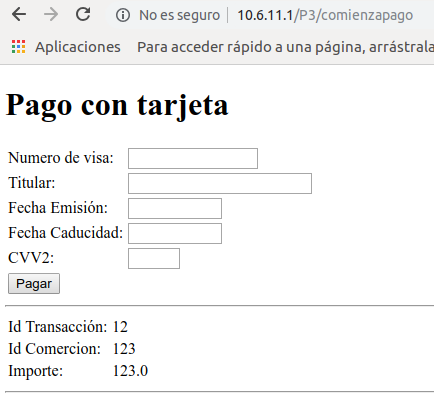 No es seguro | 10.6.11.1/P3/comienzapago
Aplicaciones Para acceder rápido a una página, arrástrala
Pago con tarjeta
Numero de visa:
Titular:
Fecha Emisión:
Fecha Caducidad:
CVV2:
Pagar
Id Transacción: 12
Id Comercion: 123
Importe: 123.0